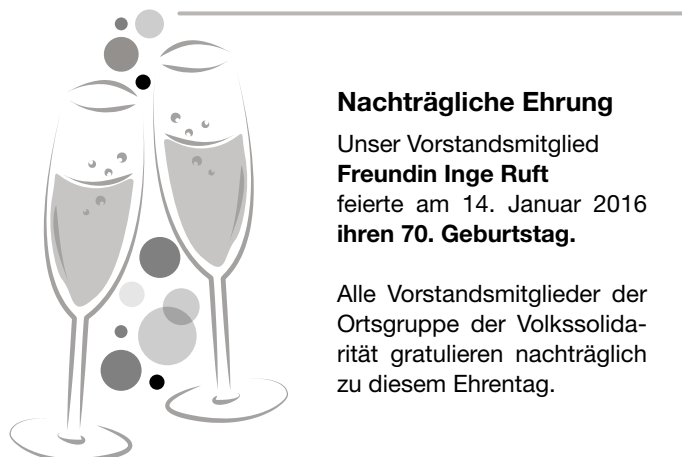 Nachträgliche Ehrung
Unser Vorstandsmitglied
Freundin Inge Ruft
feierte am 14. Januar 2016
ihren 70. Geburtstag.
Alle Vorstandsmitglieder der
Ortsgruppe der Volkssolida-
rität gratulieren nachträglich
zu diesem Ehrentag.